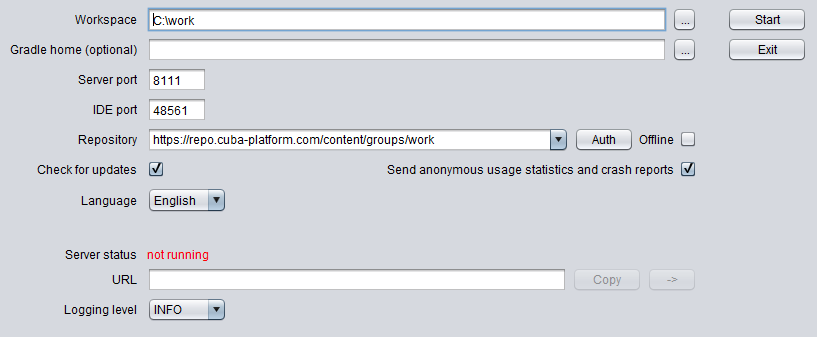 Workspace C:\work ... Start
Gradle home (optional) ... Exit
Server port 8111
IDE port 48561
Repository https://repo.cuba-platform.com/content/groups/work Auth Offline
Check for updates Send anonymous usage statistics and crash reports
Language English
Server status not running
URL Copy ->
Logging level INFO